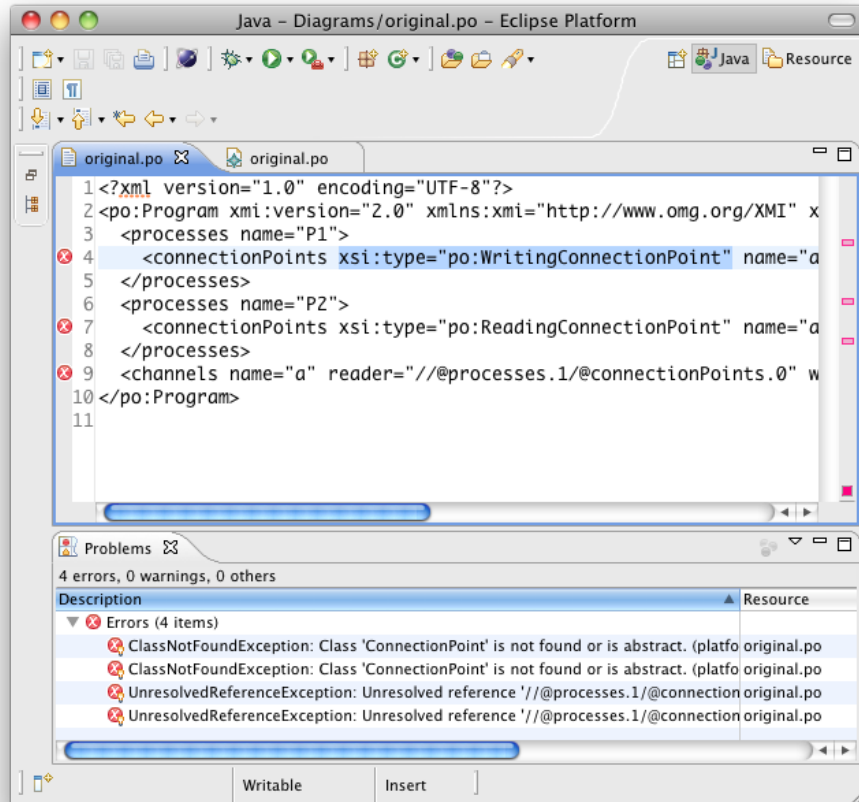 Java – Diagrams/original.po – Eclipse Platform
Java Resource
original.po original.po
1 <?xml version="1.0" encoding="UTF-8"?>
2 <po:Program xmi:version="2.0" xmlns:xmi="http://www.omg.org/XMI" x
3 <processes name="P1">
4 <connectionPoints xsi:type="po:WritingConnectionPoint" name="a
5 </processes>
6 <processes name="P2">
7 <connectionPoints xsi:type="po:ReadingConnectionPoint" name="a
8 </processes>
9 <channels name="a" reader="//@processes.1/@connectionPoints.0" w
10 </po:Program>
11
Problems
4 errors, 0 warnings, 0 others
Description Resource
Errors (4 items)
ClassNotFoundException: Class 'ConnectionPoint' is not found or is abstract. (platfo original.po
ClassNotFoundException: Class 'ConnectionPoint' is not found or is abstract. (platfo original.po
UnresolvedReferenceException: Unresolved reference '//@processes.1/@connection original.po
UnresolvedReferenceException: Unresolved reference '//@processes.1/@connection original.po
Writable Insert